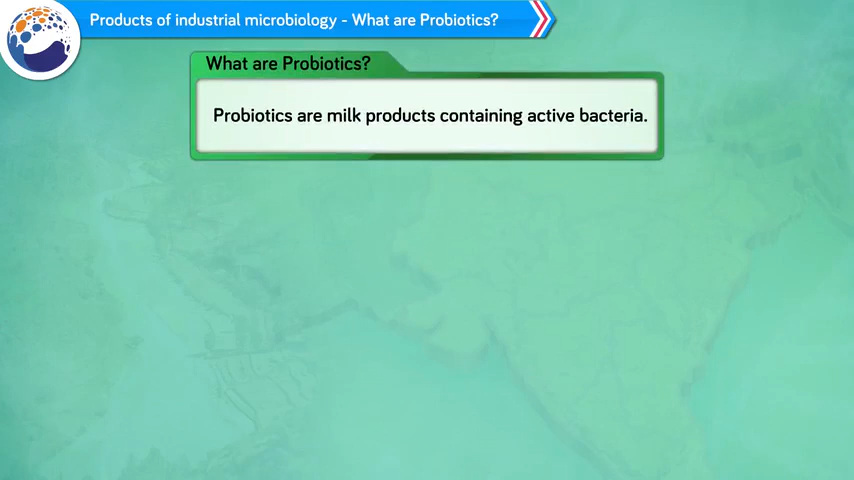 Products of industrial microbiology - What are Probiotics?
What are Probiotics?
Probiotics are milk products containing active bacteria.